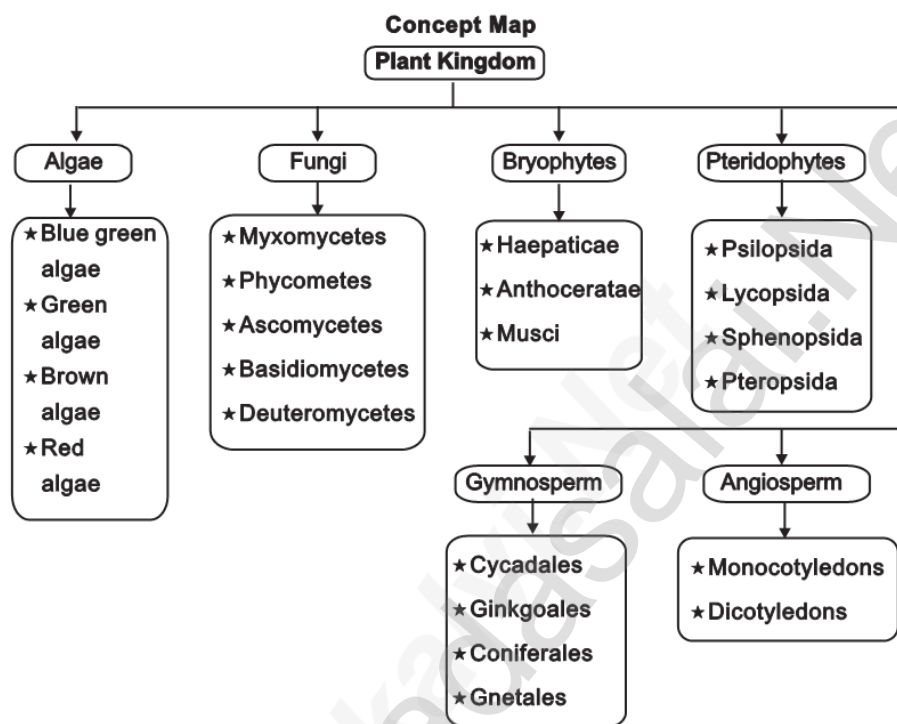 Concept Map
Plant Kingdom
Algae
Fungi
Bryophytes
Pteridophytes
★Blue green
algae
★Green
algae
★Brown
algae
★Red
algae
★Myxomycetes
★Phycometes
★Ascomycetes
★Basidiomycetes
★Deuteromycetes
★Haepaticae
★Anthoceratae
★Musci
★Psilopsida
★Lycopsida
★Sphenopsida
★Pteropsida
Gymnosperm
Angiosperm
★Cycadales
★Ginkgoales
★Coniferales
★Gnetales
★Monocotyledons
★Dicotyledons